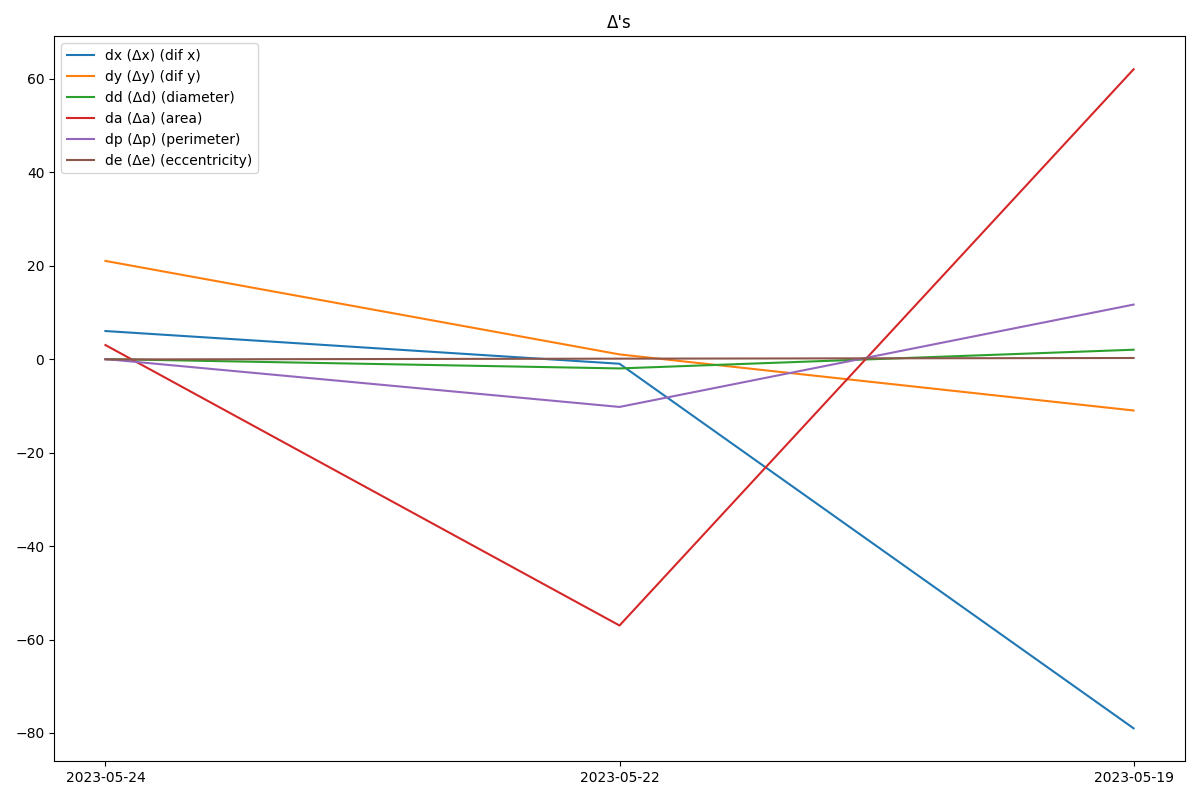 Δ's
dx (Δx) (dif x)
dy (Δy) (dif y)
dd (Δd) (diameter)
da (Δa) (area)
dp (Δp) (perimeter)
de (Δe) (eccentricity)
60
40
20
0
−20
−40
−60
−80
2023-05-24
2023-05-22
2023-05-19